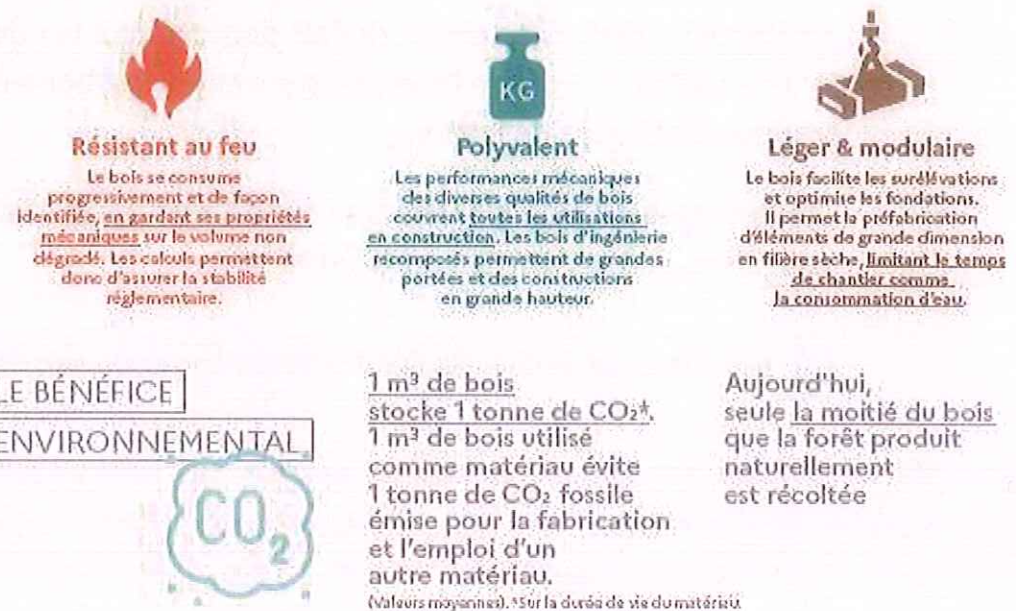 KG
Résistant au feu
Le bois se consume
progressivement et de façon
identifiée, en gardant ses propriétés
mécaniques sur le volume non
dégradé. Les calculs permettent
donc d'assurer la stabilité
réglementaire.
Polyvalent
Les performances mécaniques
des diverses qualités de bois
couvrent toutes les utilisations
en construction. Les bois d'ingénierie
recomposés permettent de grandes
portées et des constructions
en grande hauteur.
Léger & modulaire
Le bois facilite les surélévations
et optimise les fondations.
Il permet la préfabrication
d'éléments de grande dimension
en filière sèche, limitant le temps
de chantier comme
la consommation d'eau.
LE BÉNÉFICE
ENVIRONNEMENTAL
CO2
1 m³ de bois
stocke 1 tonne de CO2*.
1 m³ de bois utilisé
comme matériau évite
1 tonne de CO2 fossile
émise pour la fabrication
et l'emploi d'un
autre matériau.
(Valeurs moyennes). *Sur la durée de vie du matériau.
Aujourd'hui,
seule la moitié du bois
que la forêt produit
naturellement
est récoltée